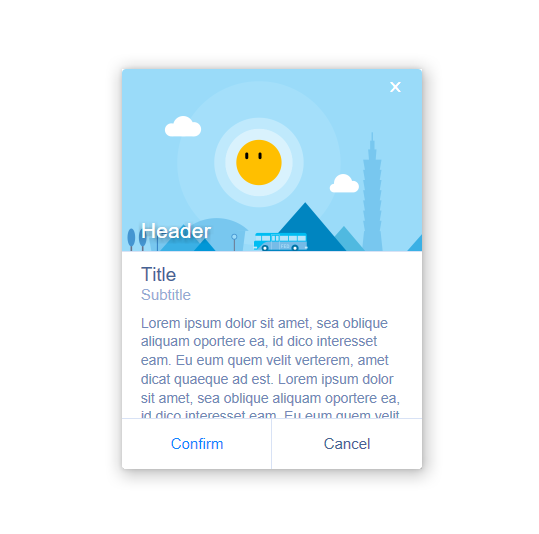 Header
Title
Subtitle
Lorem ipsum dolor sit amet, sea oblique
aliquam oportere ea, id dico interesset
eam. Eu eum quem velit verterem, amet
dicat quaeque ad est. Lorem ipsum dolor
sit amet, sea oblique aliquam oportere ea,
id dico interesset eam. Eu eum quem velit
Confirm
Cancel